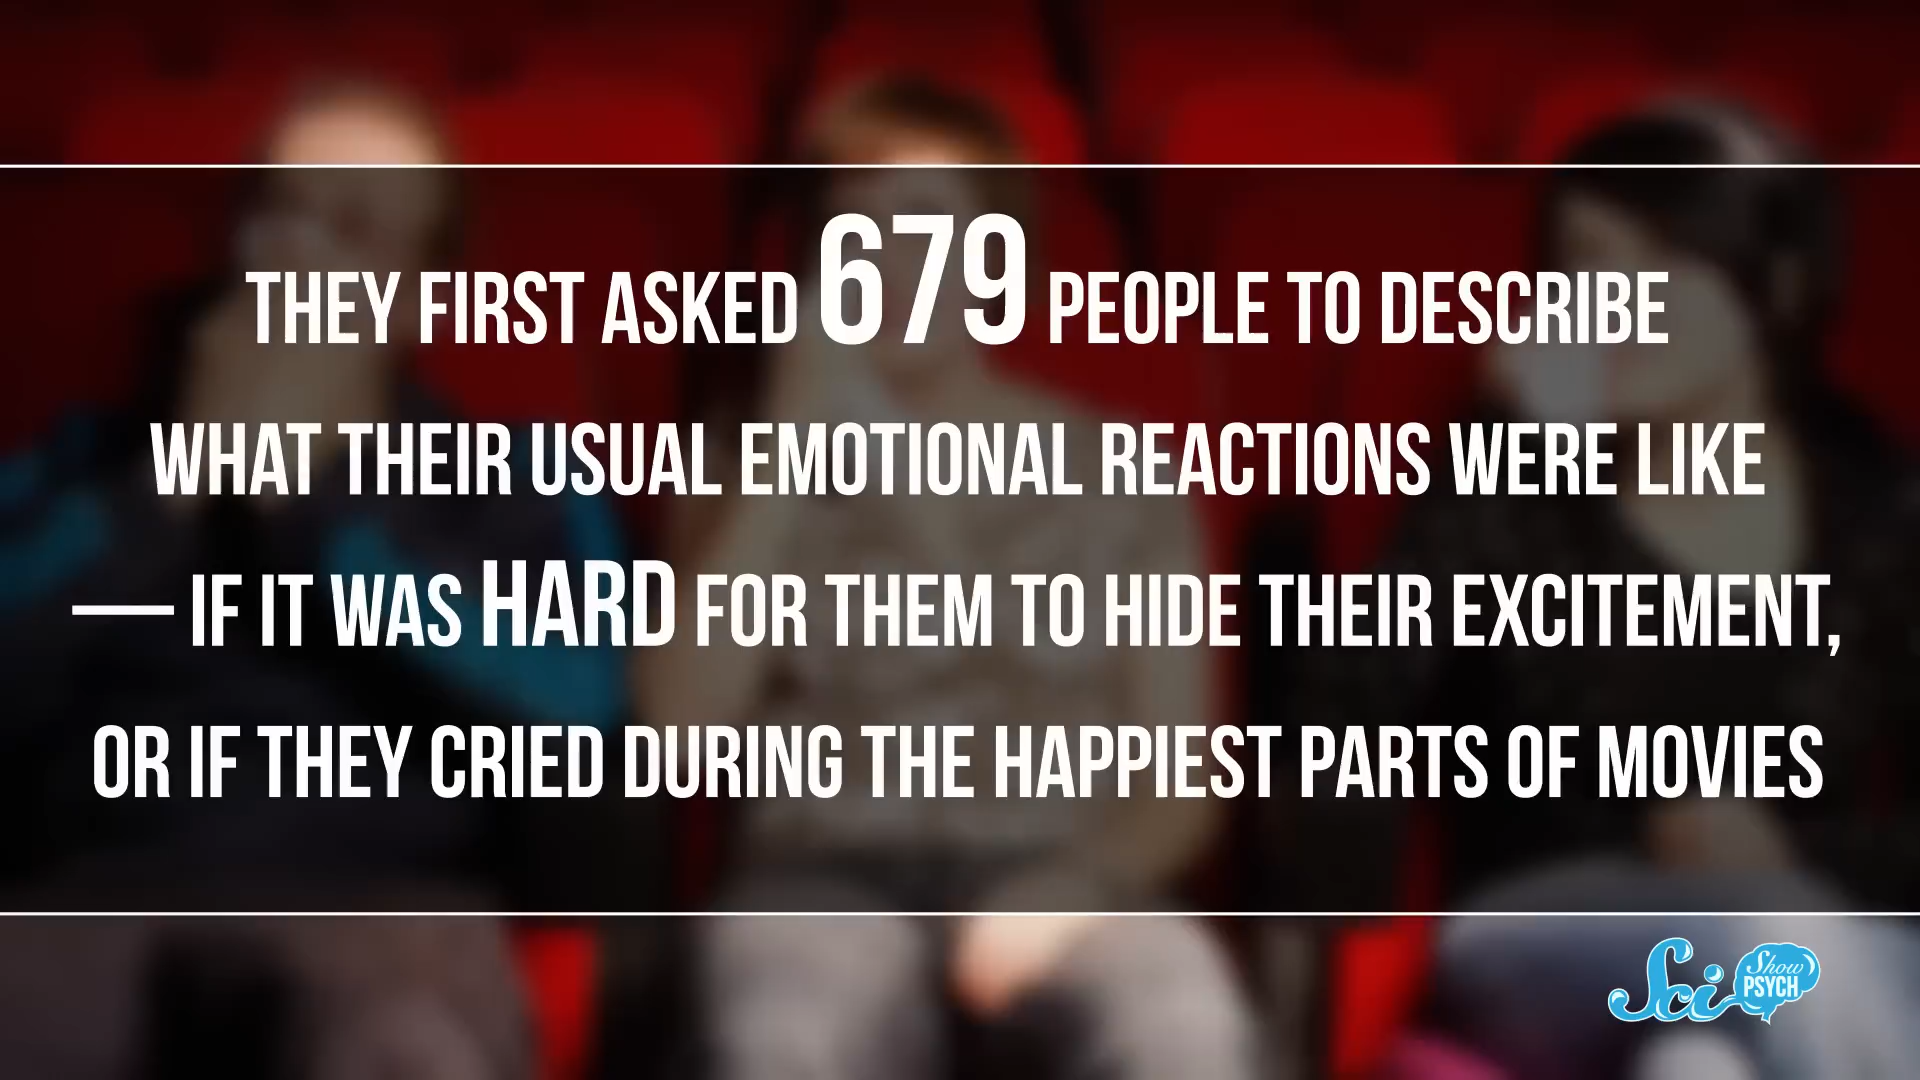 THEY FIRST ASKED 679 PEOPLE TO DESCRIBE
WHAT THEIR USUAL EMOTIONAL REACTIONS WERE LIKE
— IF IT WAS HARD FOR THEM TO HIDE THEIR EXCITEMENT,
OR IF THEY CRIED DURING THE HAPPIEST PARTS OF MOVIES
Sci Show
PSYCH